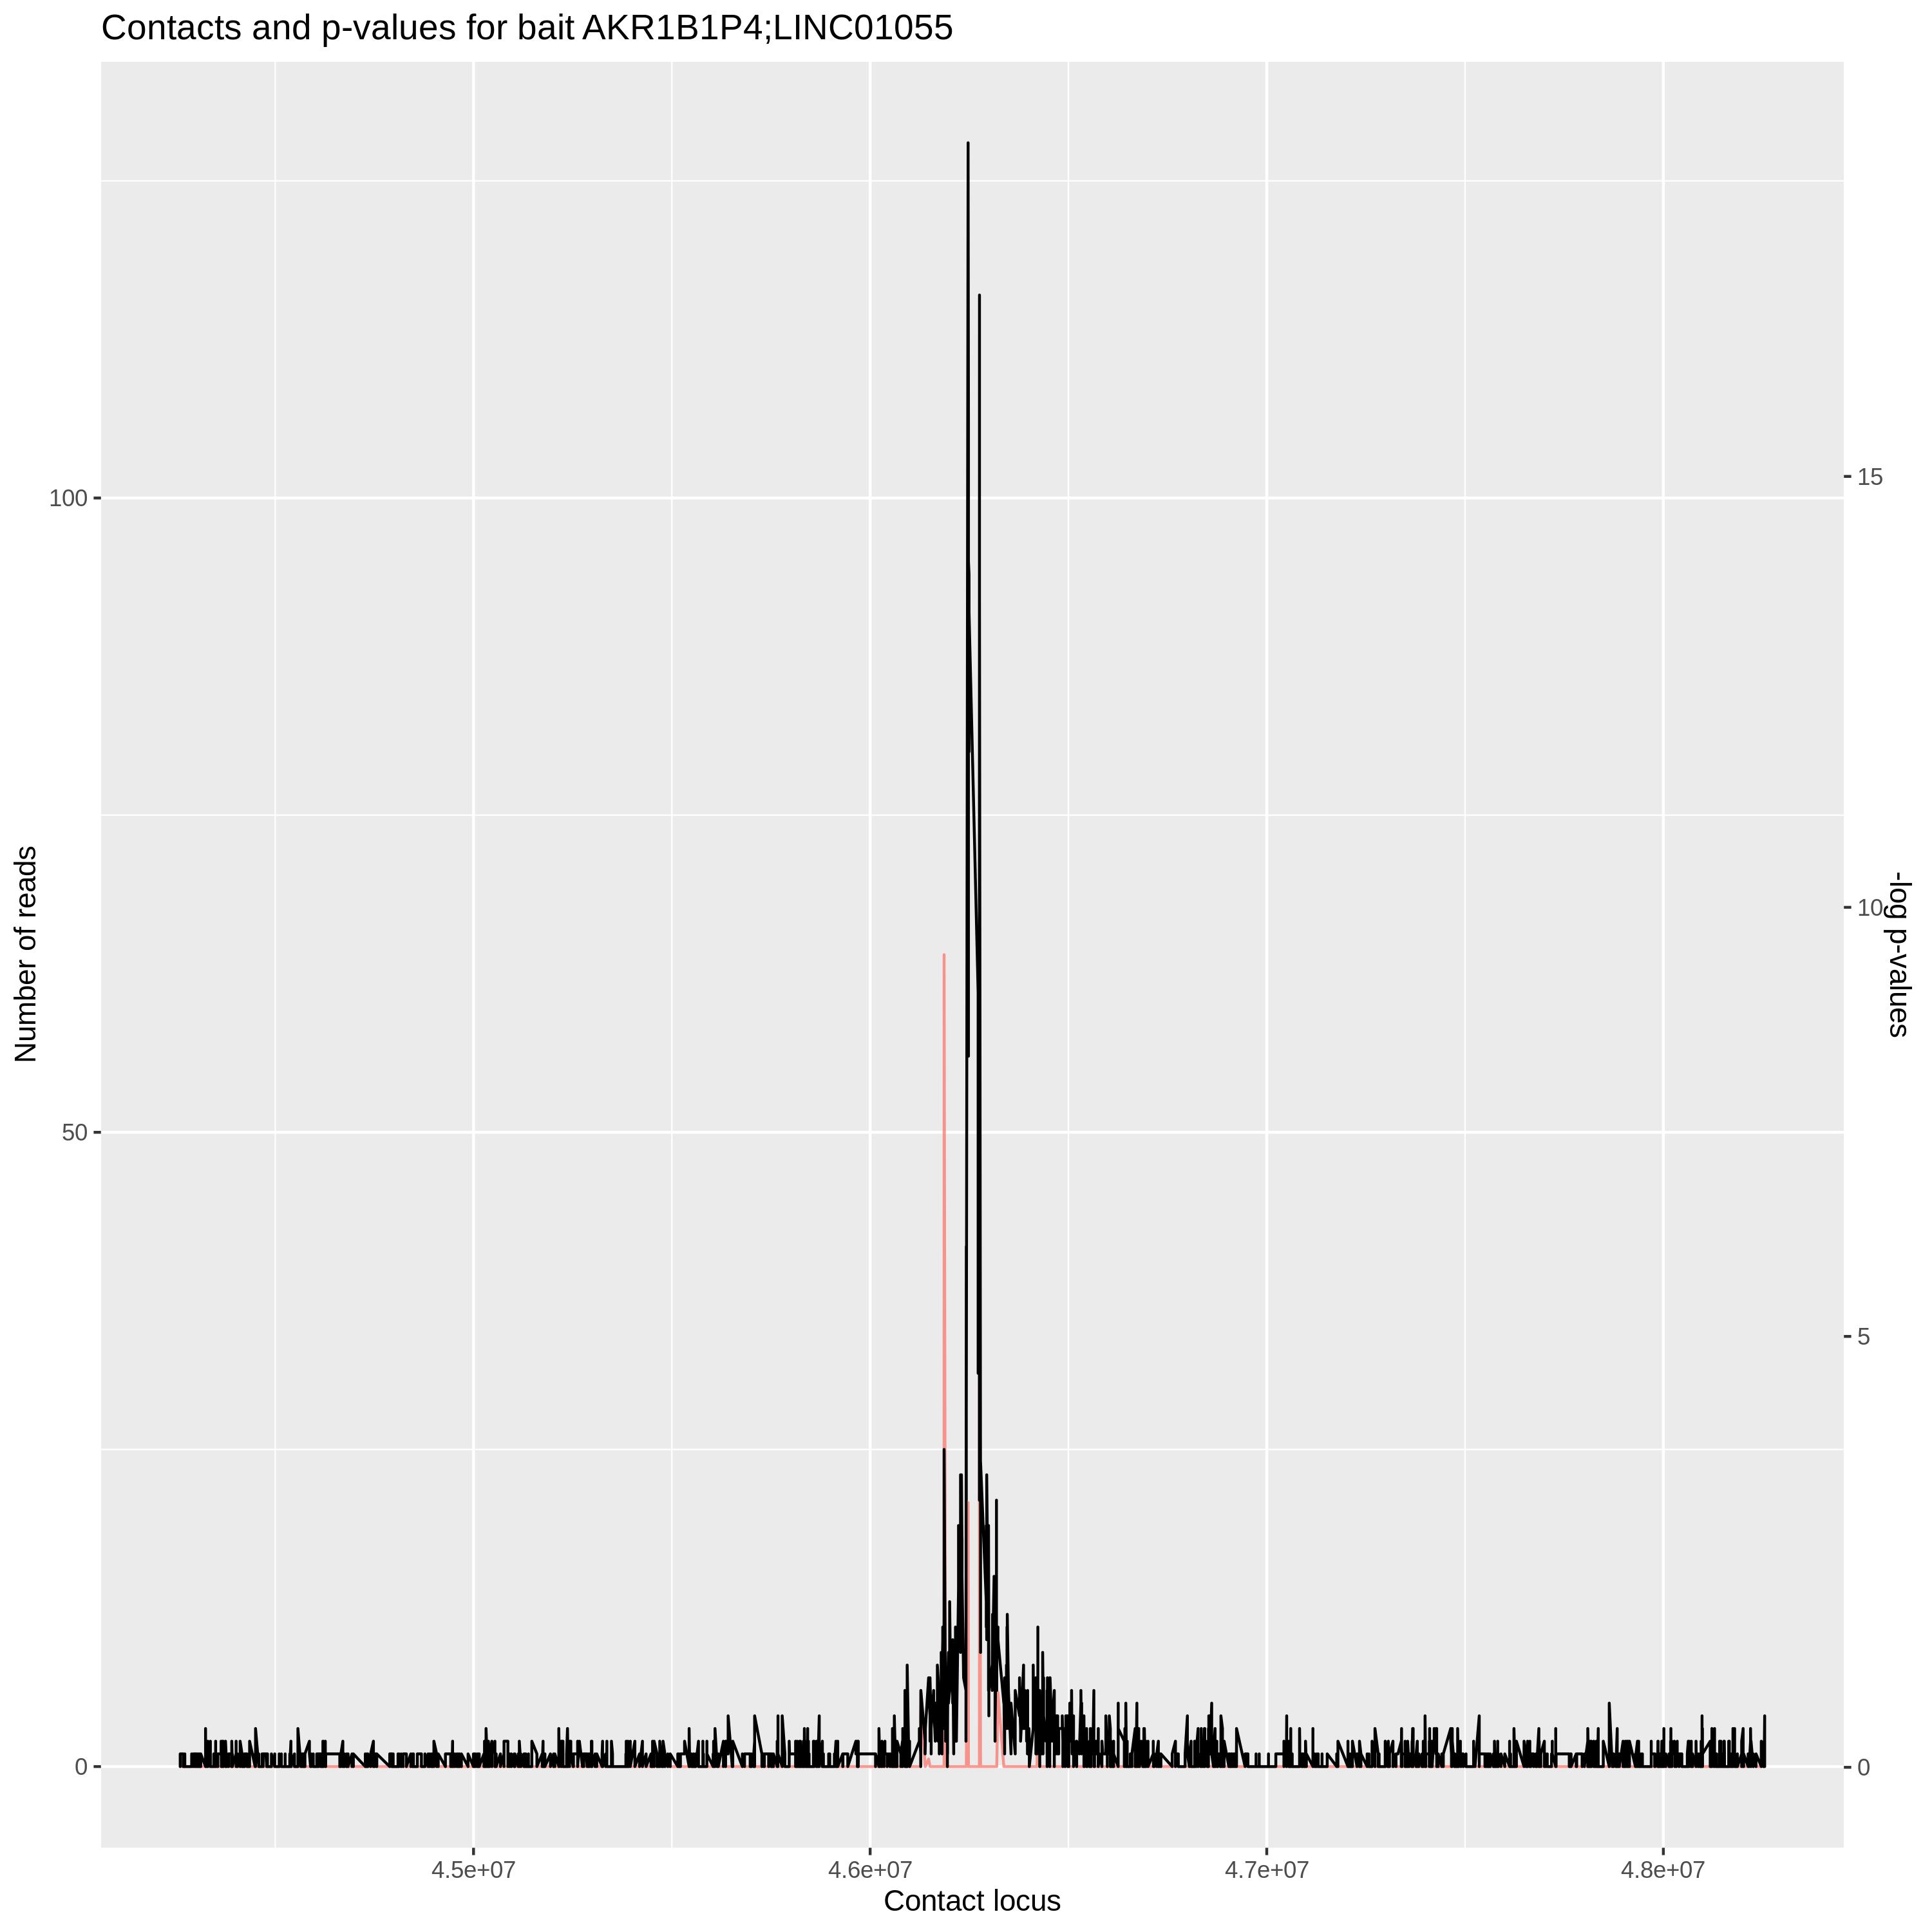 Contacts and p-values for bait AKR1B1P4;LINC01055
100
50
0
Number of reads
15
10
5
0
-log p-values
4.5e+07
4.6e+07
4.7e+07
4.8e+07
Contact locus